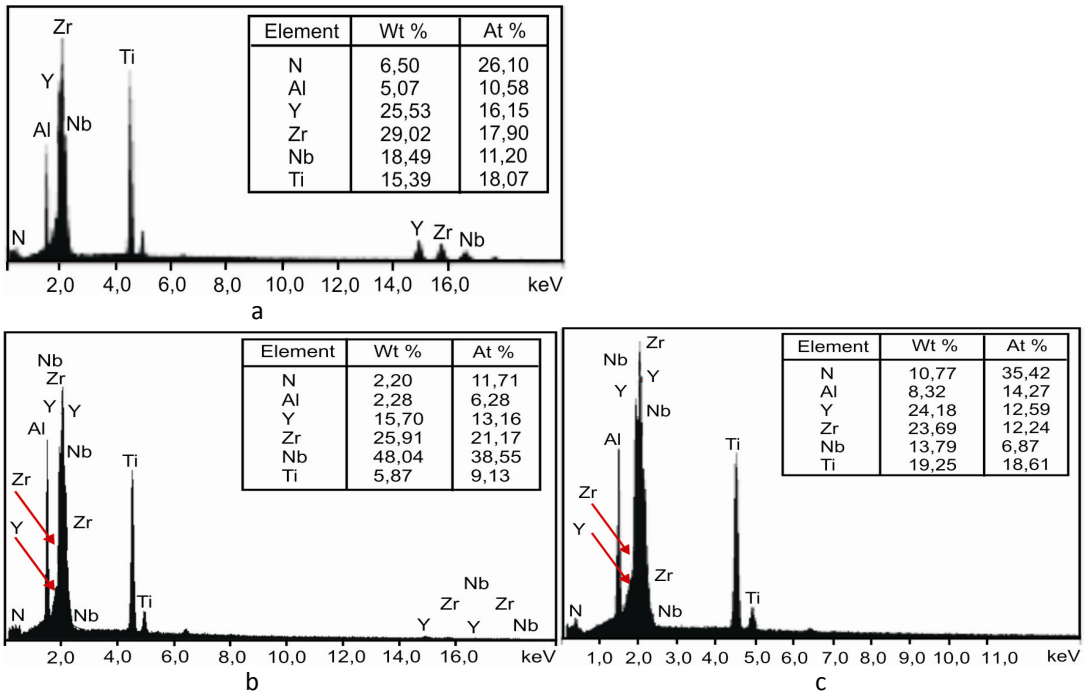 Zr
Ti
Y
Nb
Al
N
Y Zr Nb
Element Wt % At %
N 6,50 26,10
Al 5,07 10,58
Y 25,53 16,15
Zr 29,02 17,90
Nb 18,49 11,20
Ti 15,39 18,07
2,0 4,0 6,0 8,0 10,0 12,0 14,0 16,0 keV
a
Nb
Zr
Y Y
Al
Nb
Ti
Zr
Y
Zr
N
Nb
Ti
Nb
Zr Zr
Y Y Nb
Element Wt % At %
N 2,20 11,71
Al 2,28 6,28
Y 15,70 13,16
Zr 25,91 21,17
Nb 48,04 38,55
Ti 5,87 9,13
2,0 4,0 6,0 8,0 10,0 12,0 14,0 16,0 keV
b
Zr
Nb
Y
Y
Nb
Al
Ti
Zr
Y
Zr
N
Nb
Ti
Element Wt % At %
N 10,77 35,42
Al 8,32 14,27
Y 24,18 12,59
Zr 23,69 12,24
Nb 13,79 6,87
Ti 19,25 18,61
1,0 2,0 3,0 4,0 5,0 6,0 7,0 8,0 9,0 10,0 11,0 keV
c